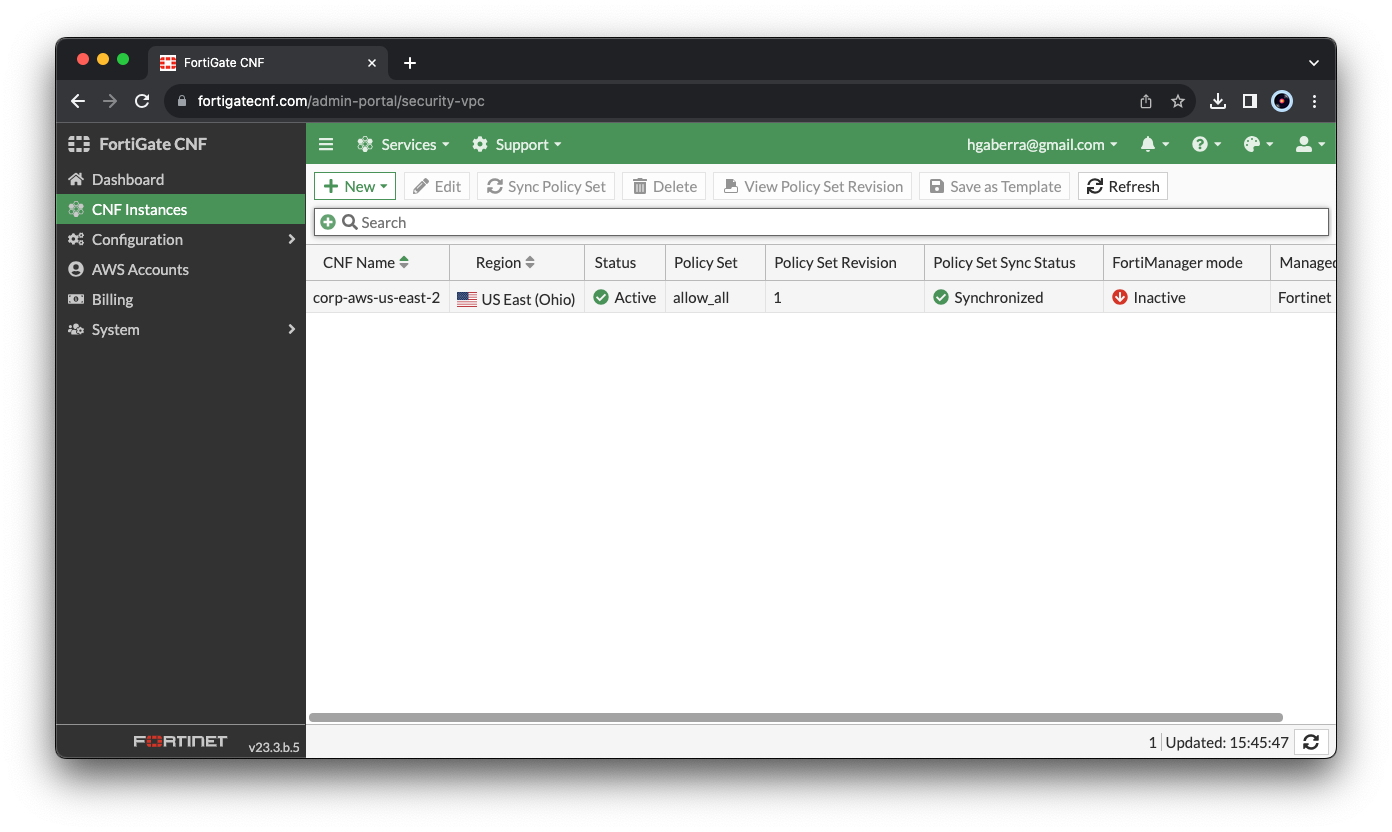 FortiGate CNF
fortigatecnf.com/admin-portal/security-vpc
FortiGate CNF
Services
Support
hgaberra@gmail.com
Dashboard
CNF Instances
Configuration
AWS Accounts
Billing
System
New
Edit
Sync Policy Set
Delete
View Policy Set Revision
Save as Template
Refresh
Search
CNF Name Region Status Policy Set Policy Set Revision Policy Set Sync Status FortiManager mode Managed
corp-aws-us-east-2 US East (Ohio) Active allow_all 1 Synchronized Inactive Fortinet
FORTINET v23.3.b.5
1 Updated: 15:45:47